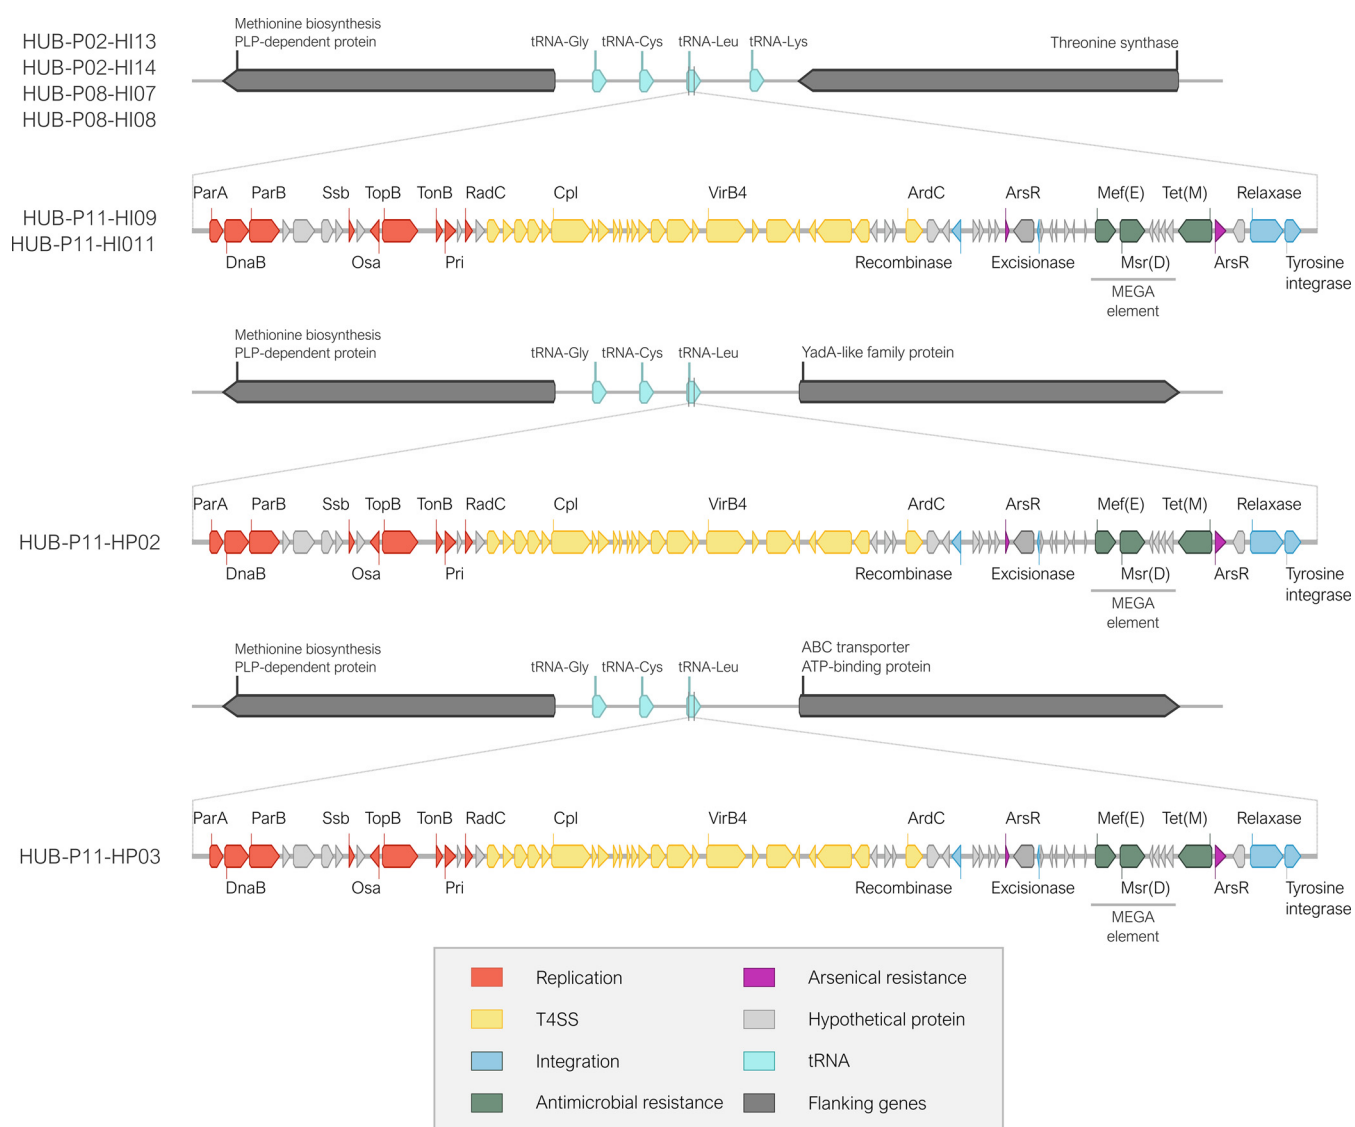 Methionine biosynthesis
PLP-dependent protein
tRNA-Gly
tRNA-Cys
tRNA-Leu
tRNA-Lys
Threonine synthase
HUB-P02-HI13
HUB-P02-HI14
HUB-P08-HI07
HUB-P08-HI08
HUB-P11-HI09
HUB-P11-HI011
ParA
ParB
Ssb
TopB
TonB
RadC
Cpl
VirB4
ArdC
ArsR
Mef(E)
Tet(M)
Relaxase
DnaB
Osa
Pri
Recombinase
Excisionase
Msr(D)
ArsR
Tyrosine
integrase
MEGA
element
Methionine biosynthesis
PLP-dependent protein
tRNA-Gly
tRNA-Cys
tRNA-Leu
YadA-like family protein
HUB-P11-HP02
ParA
ParB
Ssb
TopB
TonB
RadC
Cpl
VirB4
ArdC
ArsR
Mef(E)
Tet(M)
Relaxase
DnaB
Osa
Pri
Recombinase
Excisionase
Msr(D)
ArsR
Tyrosine
integrase
MEGA
element
Methionine biosynthesis
PLP-dependent protein
tRNA-Gly
tRNA-Cys
tRNA-Leu
ABC transporter
ATP-binding protein
HUB-P11-HP03
ParA
ParB
Ssb
TopB
TonB
RadC
Cpl
VirB4
ArdC
ArsR
Mef(E)
Tet(M)
Relaxase
DnaB
Osa
Pri
Recombinase
Excisionase
Msr(D)
ArsR
Tyrosine
integrase
MEGA
element
Replication
T4SS
Integration
Antimicrobial resistance
Arsenical resistance
Hypothetical protein
tRNA
Flanking genes